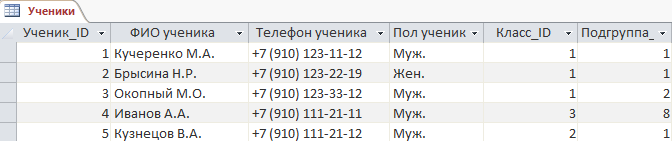 Ученики
Ученик_ID ФИО ученика Телефон ученика Пол ученик Класс_ID Подгруппа_
1 Кучеренко М.А. +7 (910) 123-11-12 Муж. 1 1
2 Брысина Н.Р. +7 (910) 123-22-19 Жен. 1 1
3 Окопный М.О. +7 (910) 123-33-12 Муж. 1 2
4 Иванов А.А. +7 (910) 111-21-11 Муж. 3 8
5 Кузнецов В.А. +7 (910) 111-21-12 Муж. 2 1